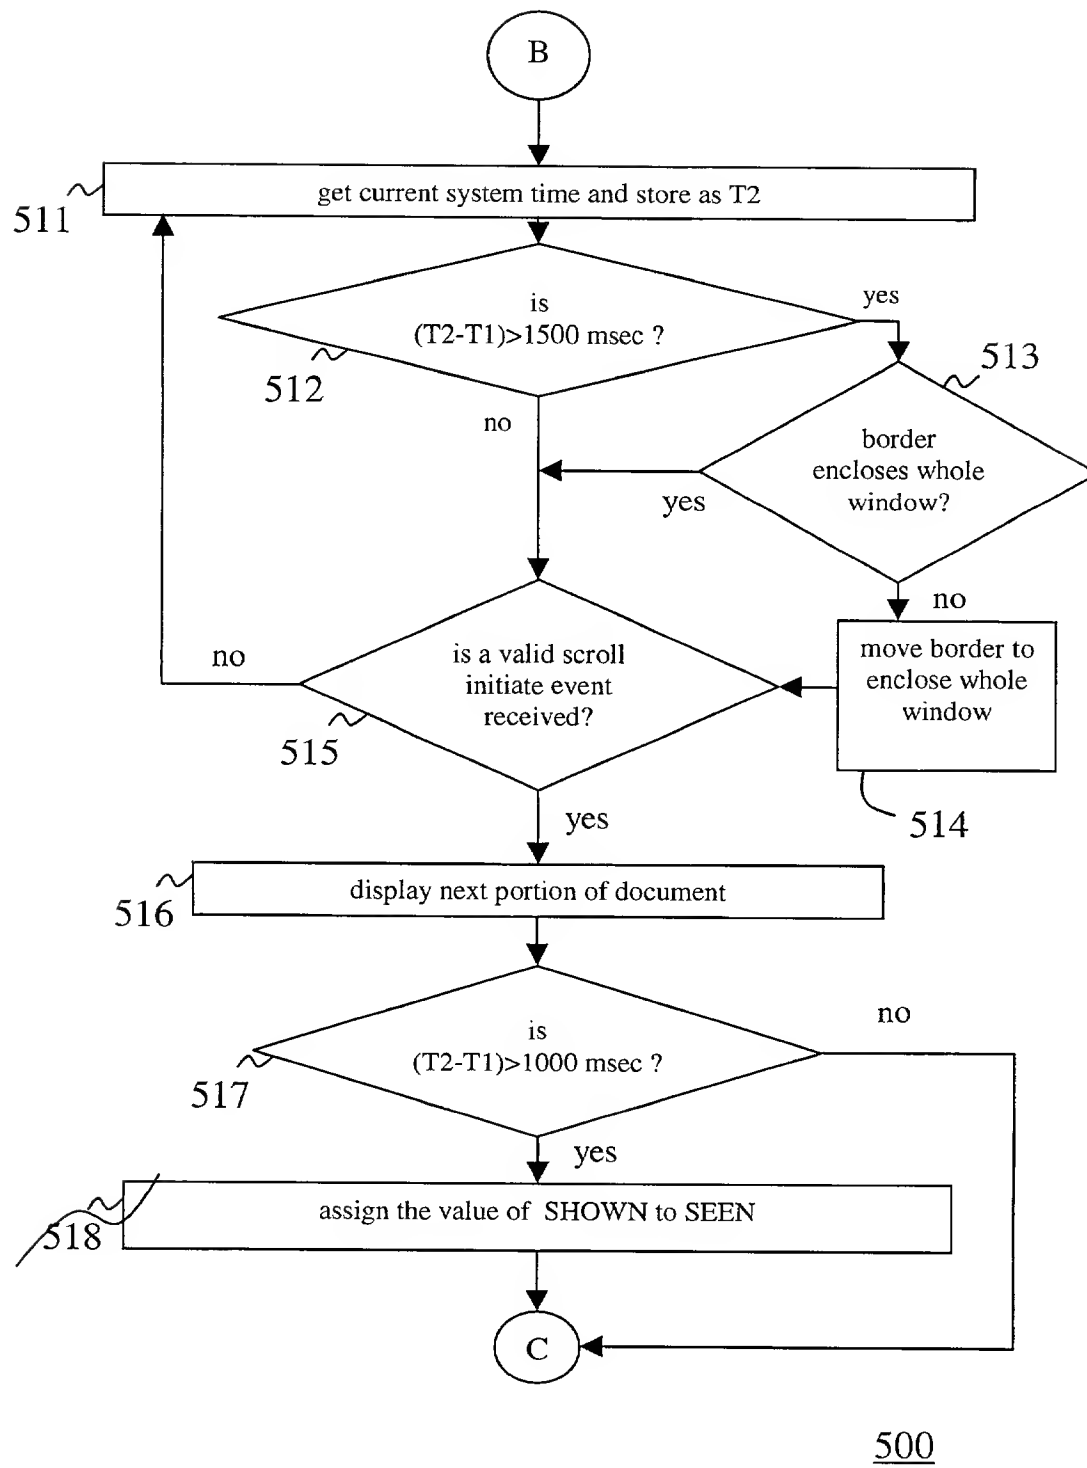 B
get current system time and store as T2
511
is
(T2-T1)>1500 msec ?
yes
512
513
no
border
encloses whole
window?
yes
no
is a valid scroll
initiate event
received?
no
move border to
enclose whole
window
515
514
yes
display next portion of document
516
is
(T2-T1)>1000 msec ?
no
517
yes
assign the value of SHOWN to SEEN
518
C
500